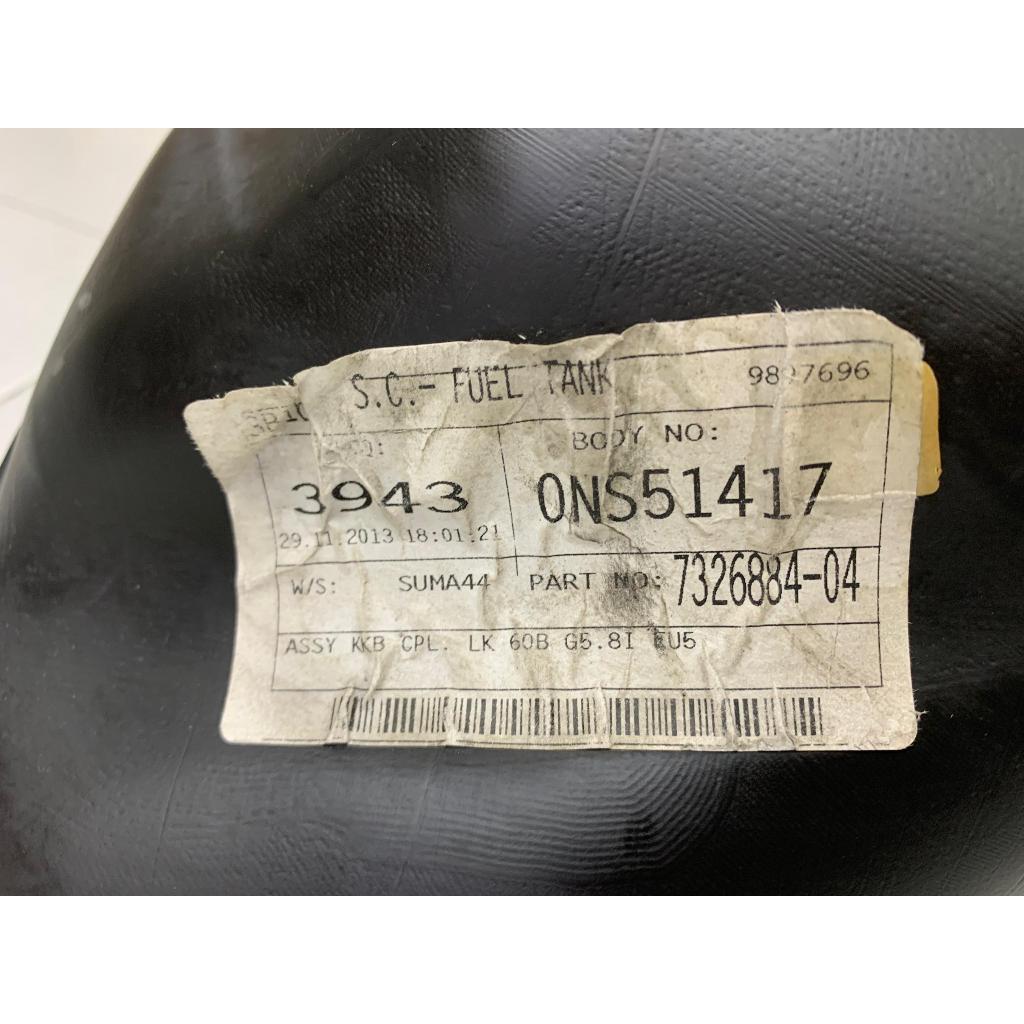 S.C.- FUEL TANK
BODY NO:
3943 0NS51417
29.11.2013 18:01:21
W/S: SUMA44 PART NO: 7326884-04
ASSY KKB CPL. LK 60B G5.8I EU5